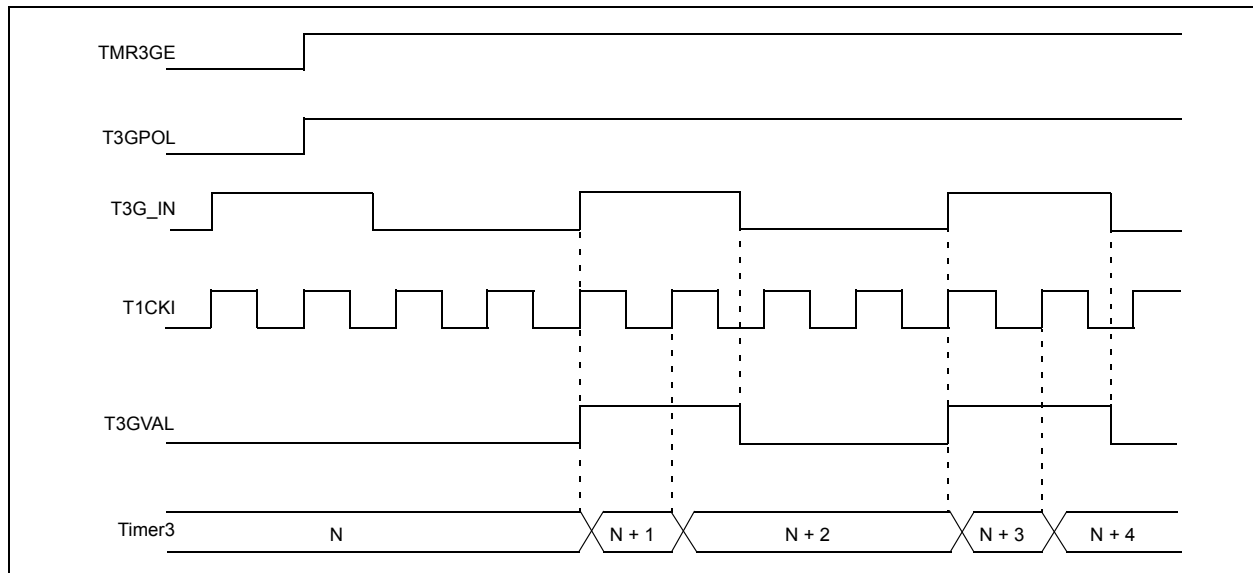 TMR3GE
T3GPOL
T3G_IN
T1CKI
T3GVAL
Timer3
N
N + 1
N + 2
N + 3
N + 4